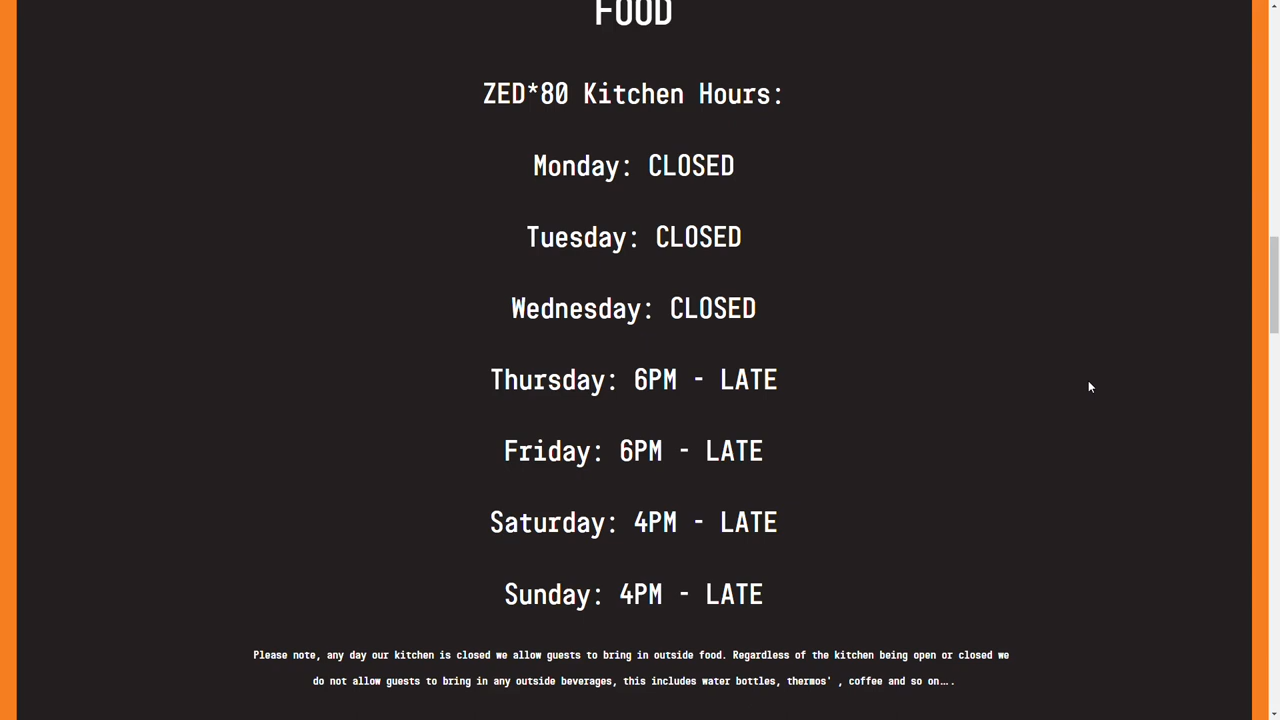 FOOD
ZED*80 Kitchen Hours:
Monday: CLOSED
Tuesday: CLOSED
Wednesday: CLOSED
Thursday: 6PM - LATE
Friday: 6PM - LATE
Saturday: 4PM - LATE
Sunday: 4PM - LATE
Please note, any day our kitchen is closed we allow guests to bring in outside food. Regardless of the kitchen being open or closed we
do not allow guests to bring in any outside beverages, this includes water bottles, thermos' , coffee and so on….